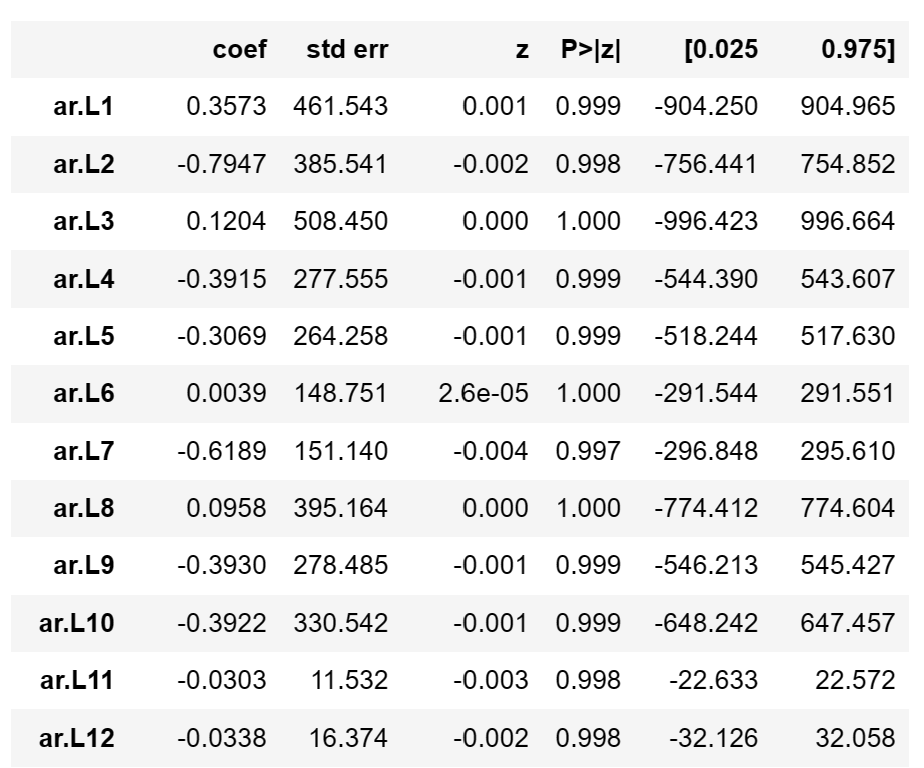 coef std err z P>|z| [0.025 0.975]
ar.L1 0.3573 461.543 0.001 0.999 -904.250 904.965
ar.L2 -0.7947 385.541 -0.002 0.998 -756.441 754.852
ar.L3 0.1204 508.450 0.000 1.000 -996.423 996.664
ar.L4 -0.3915 277.555 -0.001 0.999 -544.390 543.607
ar.L5 -0.3069 264.258 -0.001 0.999 -518.244 517.630
ar.L6 0.0039 148.751 2.6e-05 1.000 -291.544 291.551
ar.L7 -0.6189 151.140 -0.004 0.997 -296.848 295.610
ar.L8 0.0958 395.164 0.000 1.000 -774.412 774.604
ar.L9 -0.3930 278.485 -0.001 0.999 -546.213 545.427
ar.L10 -0.3922 330.542 -0.001 0.999 -648.242 647.457
ar.L11 -0.0303 11.532 -0.003 0.998 -22.633 22.572
ar.L12 -0.0338 16.374 -0.002 0.998 -32.126 32.058